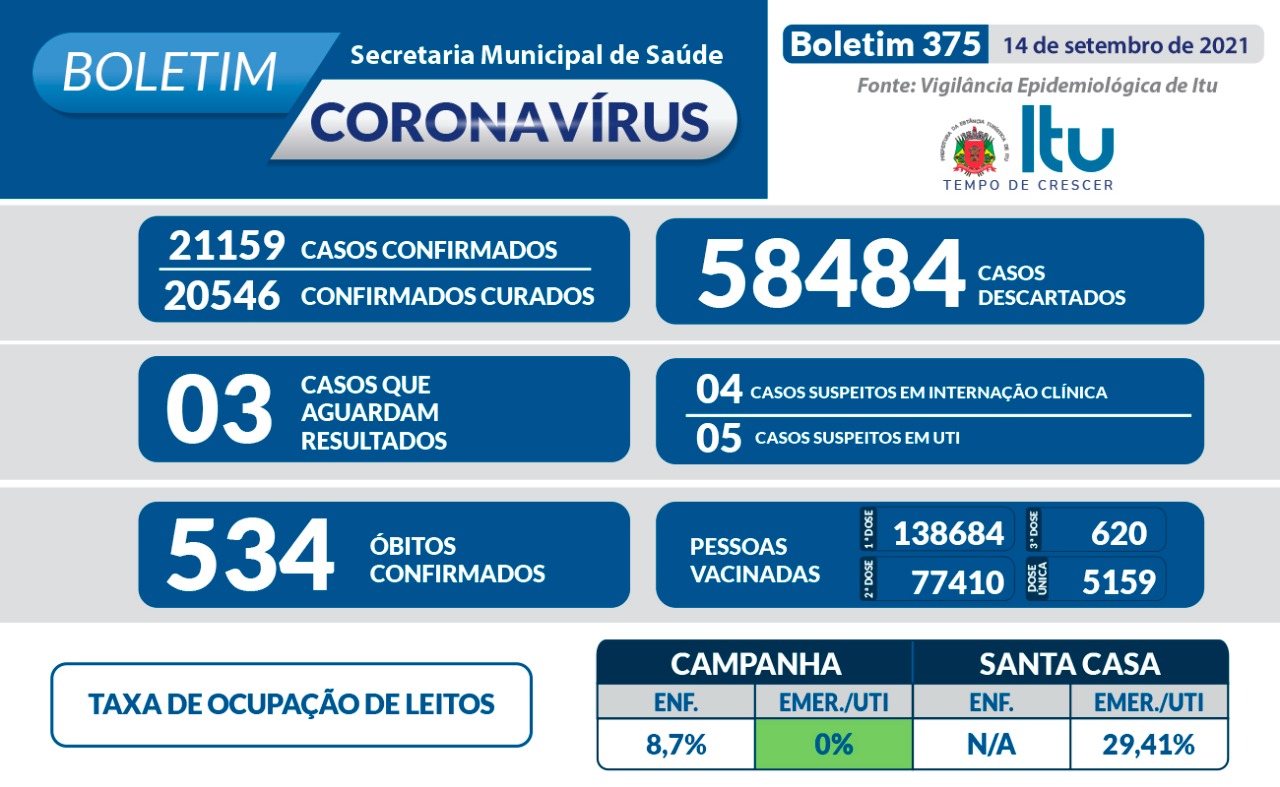 BOLETIM
Secretaria Municipal de Saúde
CORONAVÍRUS
Boletim 375
14 de setembro de 2021
Fonte: Vigilância Epidemiológica de Itu
PREFEITURA DA ESTÂNCIA TURÍSTICA DE ITU
Itu
TEMPO DE CRESCER
21159 CASOS CONFIRMADOS
20546 CONFIRMADOS CURADOS
58484 CASOS
DESCARTADOS
03 CASOS QUE
AGUARDAM
RESULTADOS
04 CASOS SUSPEITOS EM INTERNAÇÃO CLÍNICA
05 CASOS SUSPEITOS EM UTI
534 ÓBITOS
CONFIRMADOS
PESSOAS
VACINADAS
1ª DOSE 138684
3ª DOSE 620
2ª DOSE 77410
DOSE
ÚNICA 5159
TAXA DE OCUPAÇÃO DE LEITOS
CAMPANHA SANTA CASA
ENF. EMER./UTI ENF. EMER./UTI
8,7% 0% N/A 29,41%